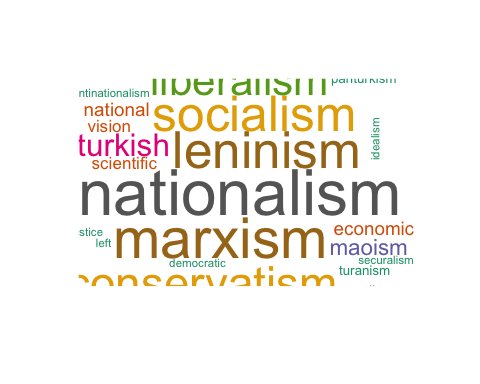 liberalism
panturkism
ntinationalism
national
socialism
vision
turkish
leninism
idealism
scientific
nationalism
stice
marxism
economic
left
maoism
democratic
securalism
turanism
conservatism